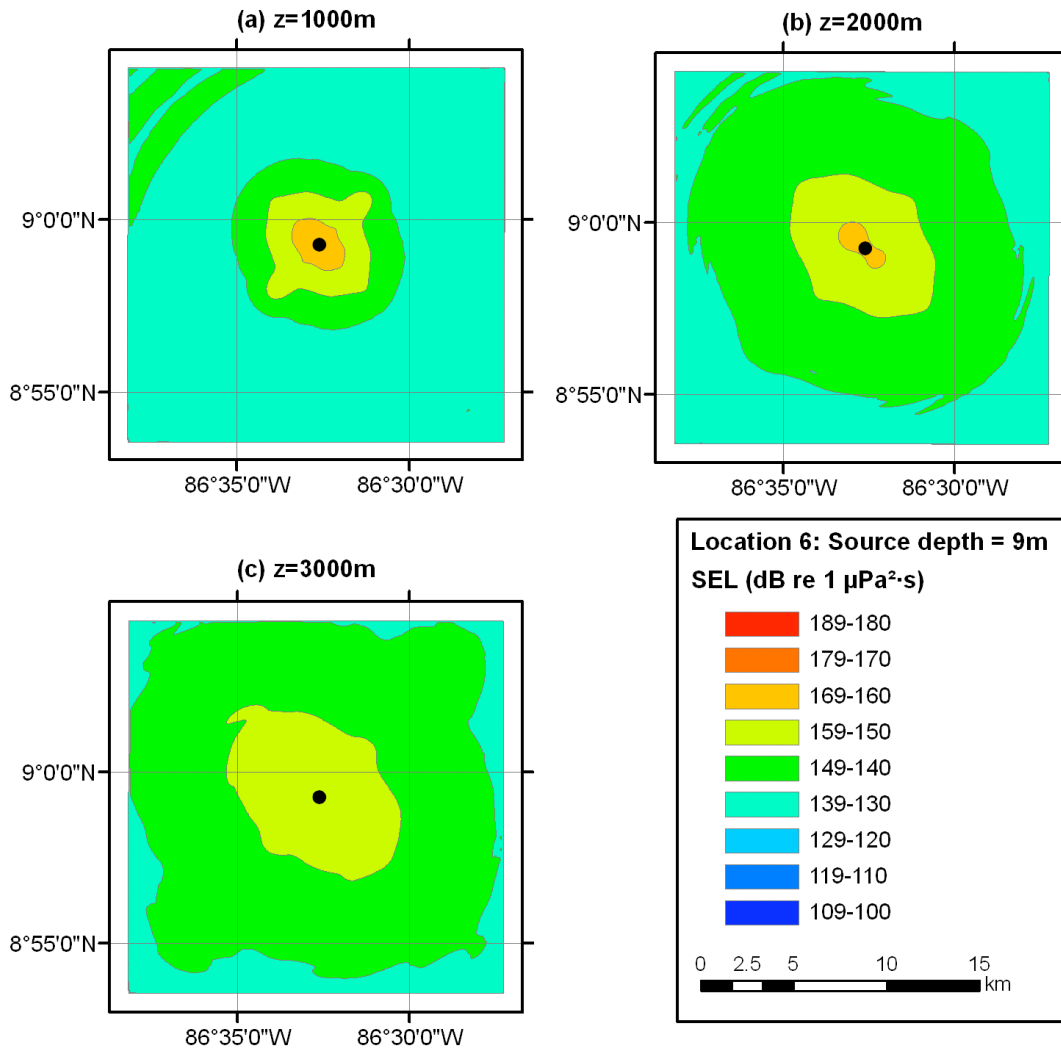 (a) z=1000m
9°0'0"N
8°55'0"N
86°35'0"W 86°30'0"W
(b) z=2000m
9°0'0"N
8°55'0"N
86°35'0"W 86°30'0"W
(c) z=3000m
9°0'0"N
8°55'0"N
86°35'0"W 86°30'0"W
Location 6: Source depth = 9m
SEL (dB re 1 µPa²·s)
189-180
179-170
169-160
159-150
149-140
139-130
129-120
119-110
109-100
0 2.5 5 10 15
km